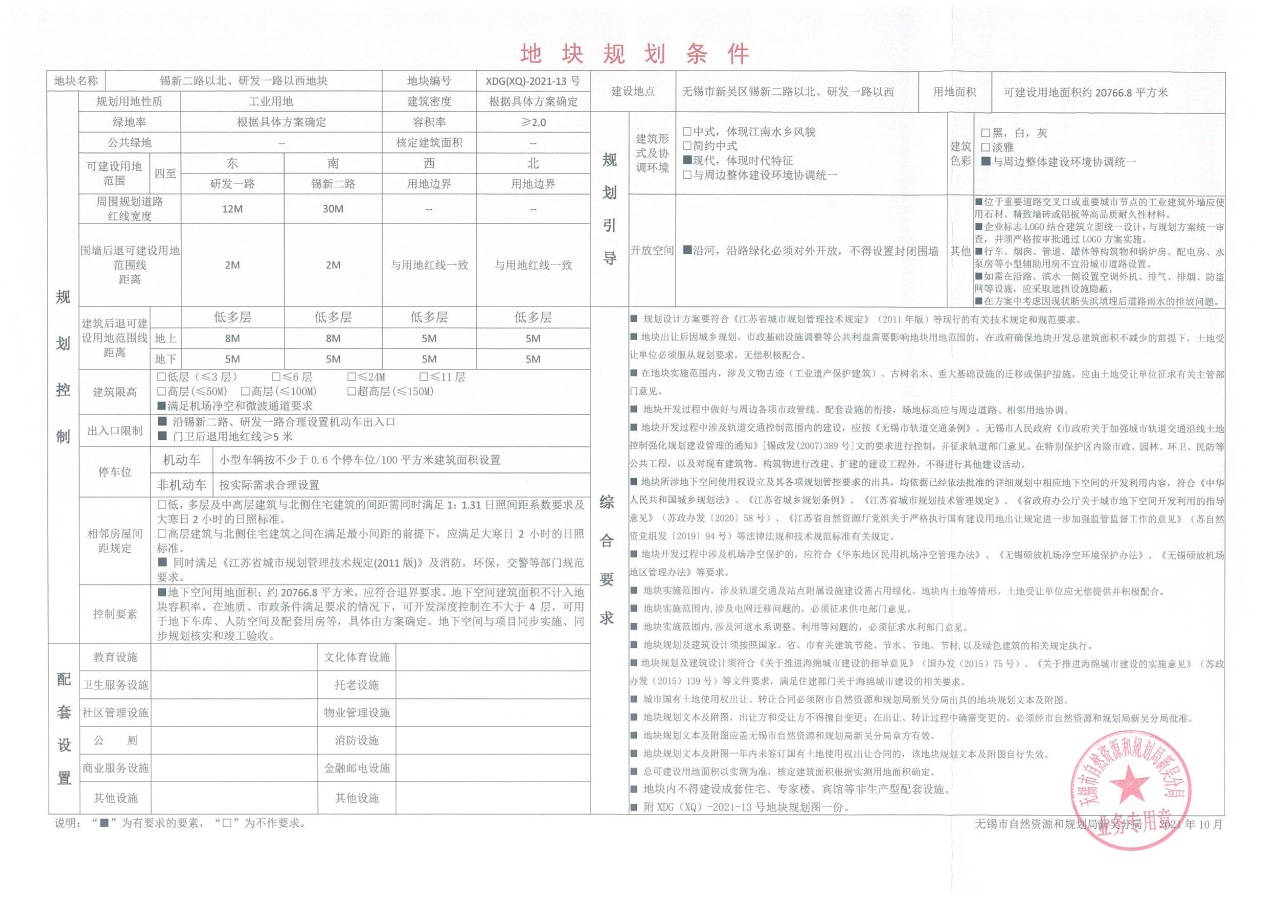 地块规划条件
地块名称 锡新二路以北、研发一路以西地块 地块编号 XDG(XQ)-2021-13 号 建设地点 无锡市新吴区锡新二路以北、研发一路以西 用地面积 可建设用地面积约 20766.8 平方米
规划控制
规划用地性质 工业用地 建筑密度 根据具体方案确定
绿地率 根据具体方案确定 容积率 ≥2.0
公共绿地 -- 核定建筑面积 --
可建设用地范围 四至 东 南 西 北
研发一路 锡新二路 用地边界 用地边界
周围规划道路
红线宽度
12M 30M -- --
围墙后退可建设用地
范围线
距离
2M 2M 与用地红线一致 与用地红线一致
建筑后退可建
设用地范围线
距离
低多层 低多层 低多层 低多层
地上 8M 8M 5M 5M
地下 5M 5M 5M 5M
建筑限高
□低层（≤3 层） □≤6 层 □≤24M □≤11 层
□高层(≤50M) □高层(≤100M) □超高层(≤150M)
■满足机场净空和微波通道要求
出入口限制
■ 沿锡新二路、研发一路合理设置机动车出入口
■ 门卫后退用地红线≥5 米
停车位
机动车 小型车辆按不少于 0.6 个停车位/100 平方米建筑面积设置
非机动车 按实际需求合理设置
相邻房屋间
距规定
□低，多层及中高层建筑与北侧住宅建筑的间距需同时满足 1：1.31 日照间距系数要求及
大寒日 2 小时的日照标准。
□高层建筑与北侧住宅建筑之间在满足最小间距的前提下，应满足大寒日 2 小时的日照
标准。
■ 同时满足《江苏省城市规划管理技术规定(2011 版)》及消防，环保，交警等部门规范
要求。
控制要素
■地下空间用地面积：约 20766.8 平方米，应符合退界要求。地下空间建筑面积不计入地
块容积率。在地质、市政条件满足要求的情况下，可开发深度控制在不大于 4 层，可用
于地下车库、人防空间及配套用房等，具体由方案确定。地下空间与项目同步实施、同
步规划核实和竣工验收。
配套设置
教育设施 文化体育设施
卫生服务设施 托老设施
社区管理设施 物业管理设施
公 厕 消防设施
商业服务设施 金融邮电设施
其他设施 其他设施
规划引导
建筑形
式及协
调环境
□中式，体现江南水乡风貌
□简约中式
■现代，体现时代特征
□与周边整体建设环境协调统一
建筑
色彩
□黑，白，灰
□淡雅
■与周边整体建设环境协调统一
开放空间 ■沿河，沿路绿化必须对外开放，不得设置封闭围墙
其他
■位于重要道路交叉口或重要城市节点的工业建筑外墙应使
用石材、精致墙砖或铝板等高品质耐久性材料。
■企业标志 LOGO 结合建筑立面统一设计，与规划方案统一审
查，并须严格按审批通过 LOGO 方案实施。
■行车、烟囱、管道、罐体等构筑物和锅炉房、配电房、水
泵房等小型辅助用房不宜沿城市道路设置。
■如需在沿路、滨水一侧设置空调外机、排气、排烟、防盗
网等设施，应采取遮挡设施隐蔽。
■在方案中考虑因现状断头浜填埋后道路雨水的排放问题。
综合要求
■ 规划设计方案要符合《江苏省城市规划管理技术规定》（2011 年版）等现行的有关技术规定和规范要求。
■ 地块出让后因城乡规划、市政基础设施调整等公共利益需要影响地块用地范围的，在政府确保地块开发总建筑面积不减少的前提下，土地受
让单位必须服从规划要求，无偿积极配合。
■ 在地块实施范围内，涉及文物古迹（工业遗产保护建筑）、古树名木、重大基础设施的迁移或保护措施，应由土地受让单位征求有关主管部
门意见。
■ 地块开发过程中做好与周边各项市政管线、配套设施的衔接，场地标高应与周边道路、相邻用地协调。
■ 地块开发过程中涉及轨道交通控制范围内的建设，应按《无锡市轨道交通条例》、无锡市人民政府《市政府关于加强城市轨道交通沿线土地
控制强化规划建设管理的通知》[锡政发(2007)389 号]文的要求进行控制，并征求轨道部门意见。在特别保护区内除市政、园林、环卫、民防等
公共工程，以及对现有建筑物、构筑物进行改建、扩建的建设工程外，不得进行其他建设活动。
■ 地块所涉地下空间使用权设立及其各项规划管控要求的出具，均依据已经依法批准的详细规划中相应地下空间的开发利用内容，符合《中华
人民共和国城乡规划法》、《江苏省城乡规划条例》、《江苏省城市规划技术管理规定》、《省政府办公厅关于城市地下空间开发利用的指导
意见》（苏政办发〔2020〕58 号）、《江苏省自然资源厅党组关于严格执行国有建设用地出让规定进一步加强监管监督工作的意见》（苏自然
资党组发〔2019〕94 号）等法律法规和技术规范标准有关规定。
■ 地块开发过程中涉及机场净空保护的，应符合《华东地区民用机场净空管理办法》、《无锡硕放机场净空环境保护办法》、《无锡硕放机场
地区管理办法》等要求。
■ 地块实施范围内，涉及轨道交通及站点附属设施建设需占用绿化、地块内土地等情形，土地受让单位应无偿提供并积极配合。
■ 地块实施范围内,涉及电网迁移问题的，必须征求供电部门意见。
■ 地块实施范围内,涉及河道水系调整、利用等问题的，必须征求水利部门意见。
■ 地块规划及建筑设计须按照国家、省、市有关建筑节能、节水、节地、节材,以及绿色建筑的相关规定执行。
■ 地块规划及建筑设计须符合《关于推进海绵城市建设的指导意见》（国办发（2015）75 号）、《关于推进海绵城市建设的实施意见》（苏政
办发（2015）139 号）等文件要求，满足住建部门关于海绵城市建设的相关要求。
■ 城市国有土地使用权出让、转让合同必须附市自然资源和规划局新吴分局出具的地块规划文本及附图。
■ 地块规划文本及附图，出让方和受让方不得擅自变更；在出让、转让过程中确需变更的，必须经市自然资源和规划局新吴分局批准。
■ 地块规划文本及附图应盖无锡市自然资源和规划局新吴分局章方有效。
■ 地块规划文本及附图一年内未签订国有土地使用权出让合同的，该地块规划文本及附图自行失效。
■ 总可建设用地面积以实测为准，核定建筑面积根据实测用地面积确定。
■ 地块内不得建设成套住宅、专家楼、宾馆等非生产型配套设施。
■ 附 XDG（XQ）-2021-13 号地块规划图一份。
说明：“■”为有要求的要素，“□”为不作要求。
无锡市自然资源和规划局新吴分局 2021 年 10 月
无锡市自然资源和规划局新吴分局
业务专用章